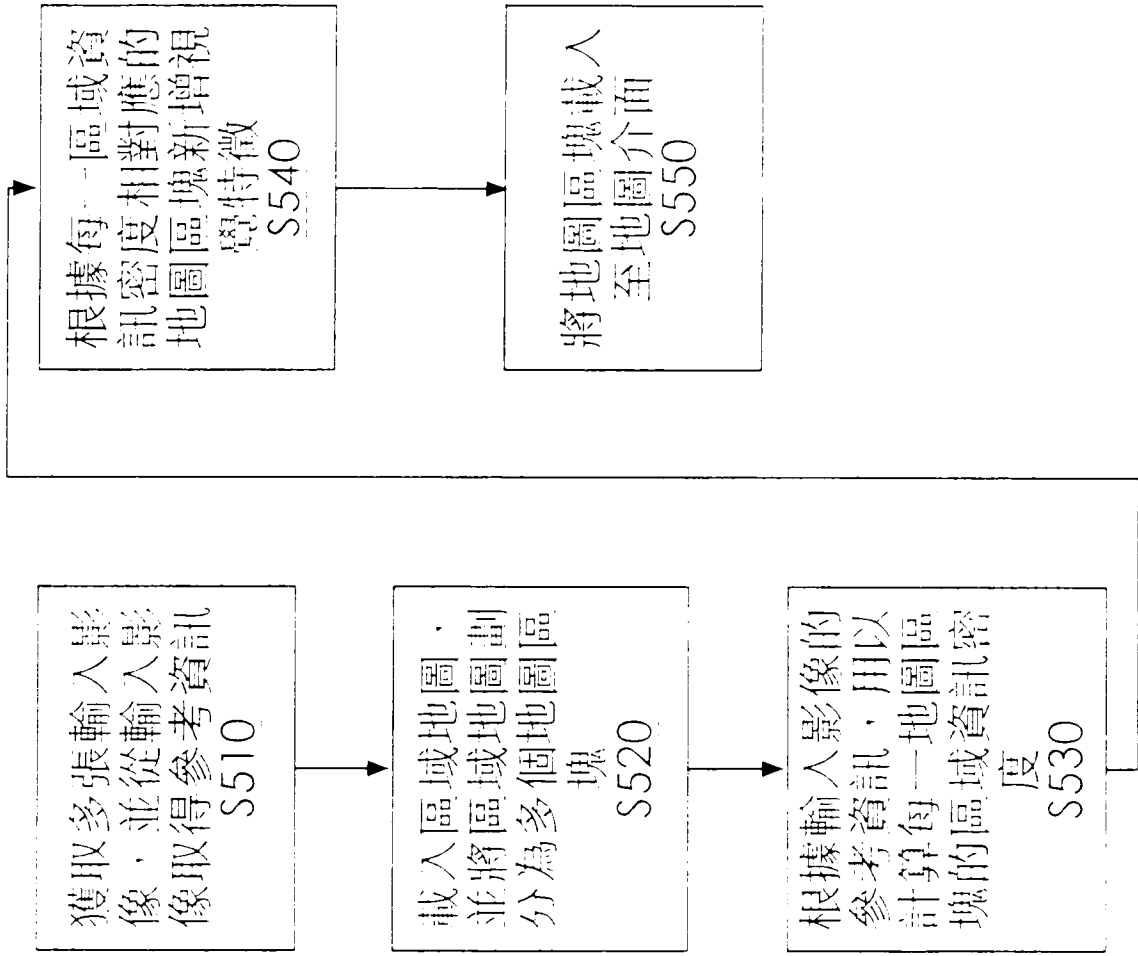 獲取多張輸入影
像，並從輸入影
像取得參考資訊
S510
載入區域地圖，
並將區域地圖劃
分為多個地圖區
塊
S520
根據輸入影像的
參考資訊，用以
計算每一地圖區
塊的區域資訊密
度
S530
根據每一區域資
訊密度相對應的
地圖區塊新增視
覺特徵
S540
將地圖區塊載入
至地圖介面
S550